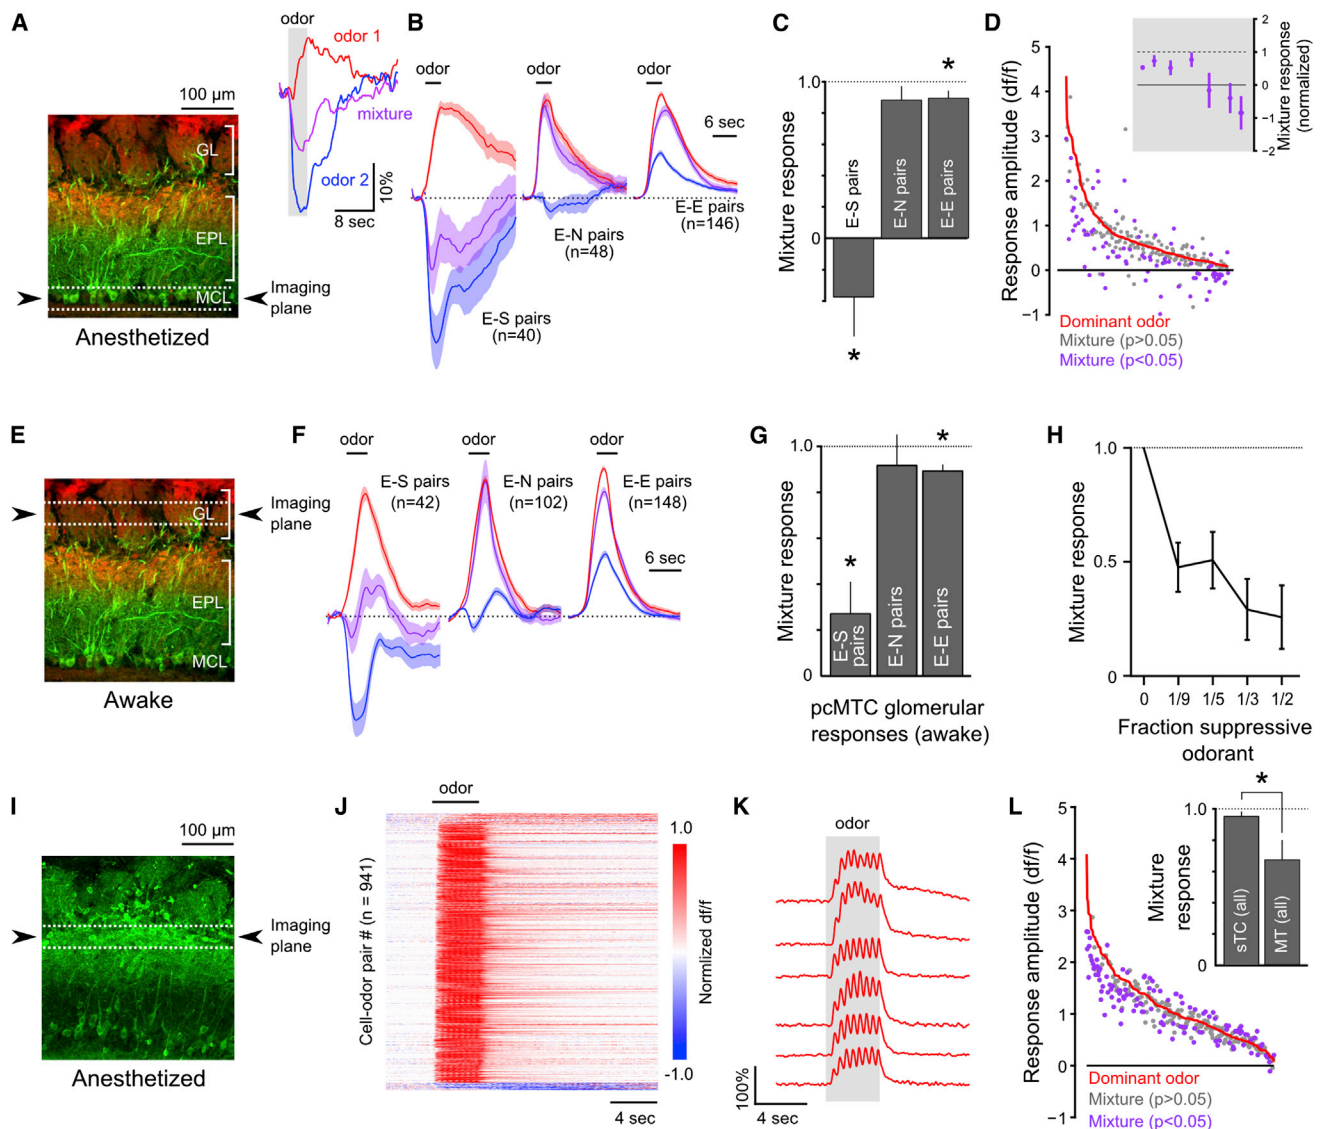 A
odor
odor 1
mixture
odor 2
10%
8 sec
100 µm
GL
EPL
MCL
Imaging
plane
Anesthetized
B
odor
odor
odor
6 sec
E-S pairs
(n=40)
E-N pairs
(n=48)
E-E pairs
(n=146)
C
Mixture response
1.0
0
E-S pairs
E-N pairs
E-E pairs
*
*
D
Response amplitude (df/f)
5
4
3
2
1
0
−1
2
1
0
−1
−2
Mixture response
(normalized)
Dominant odor
Mixture (p>0.05)
Mixture (p<0.05)
E
GL
EPL
MCL
Imaging
plane
Awake
F
odor
odor
odor
E-S pairs
(n=42)
E-N pairs
(n=102)
E-E pairs
(n=148)
6 sec
G
Mixture response
1.0
0
*
*
E-S
pairs
E-N pairs
E-E pairs
pcMTC glomerular
responses (awake)
H
Mixture response
1.0
0.5
0
0
1/9
1/5
1/3
1/2
Fraction suppressive
odorant
I
100 µm
Imaging
plane
Anesthetized
J
odor
Cell-odor pair # (n = 941)
1.0
-1.0
Normlized df/f
4 sec
K
odor
100%
4 sec
L
Response amplitude (df/f)
5
4
3
2
1
0
−1
Mixture
response
1.0
0
*
sTC (all)
MT (all)
Dominant odor
Mixture (p>0.05)
Mixture (p<0.05)